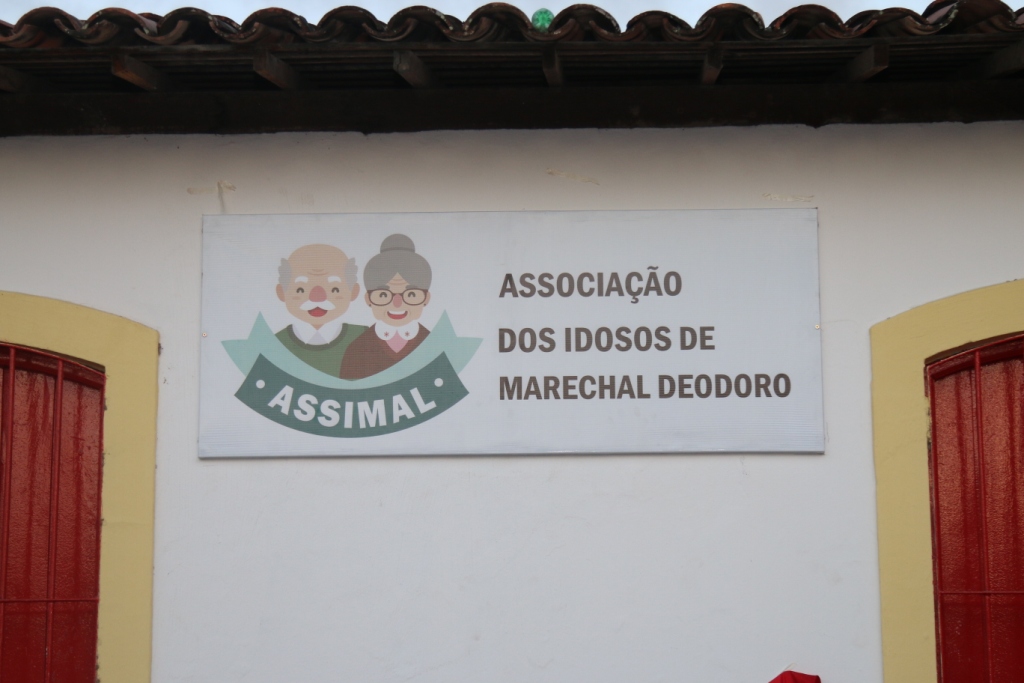 ASSIMAL
ASSOCIAÇÃO
DOS IDOSOS DE
MARECHAL DEODORO